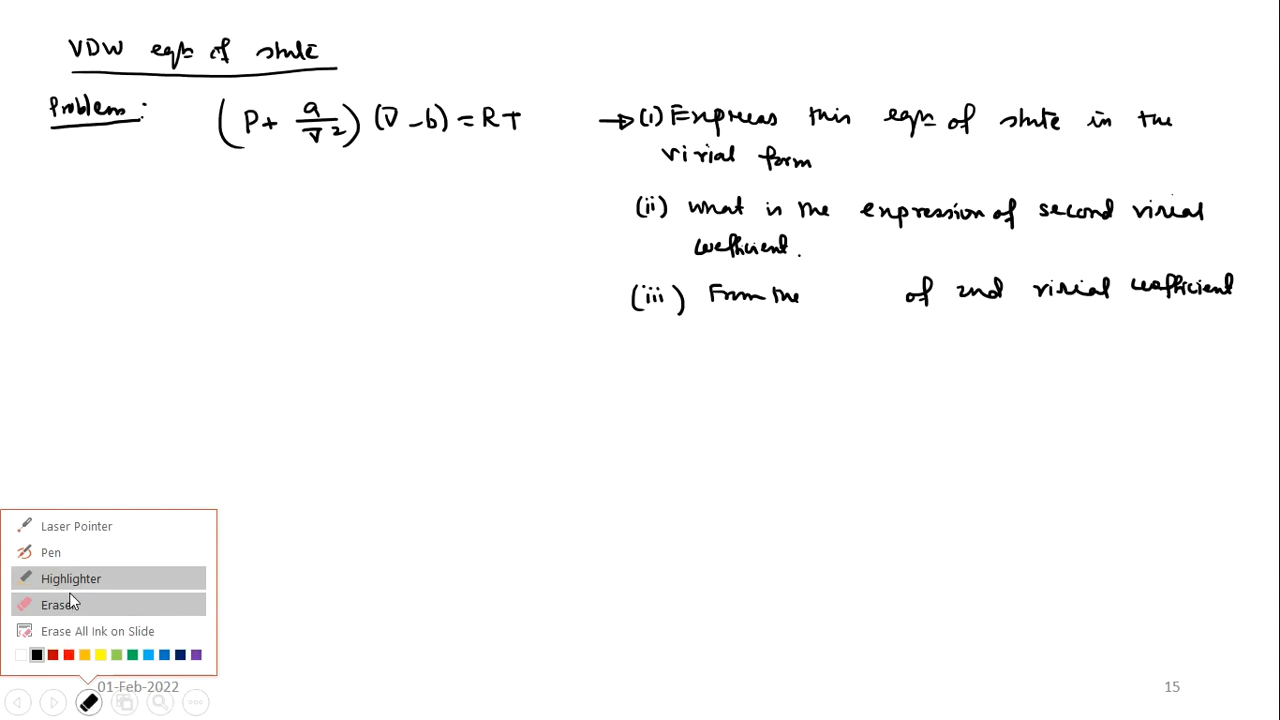 VDW eqn of state
Problem: (P + a/V̅²) (V̅ - b) = RT
→ (i) Express this eqn of state in the
virial form
(ii) What is the expression of second virial
coefficient.
(iii) From the of 2nd virial coefficient
Laser Pointer
Pen
Highlighter
Eraser
Erase All Ink on Slide
01-Feb-2022
15